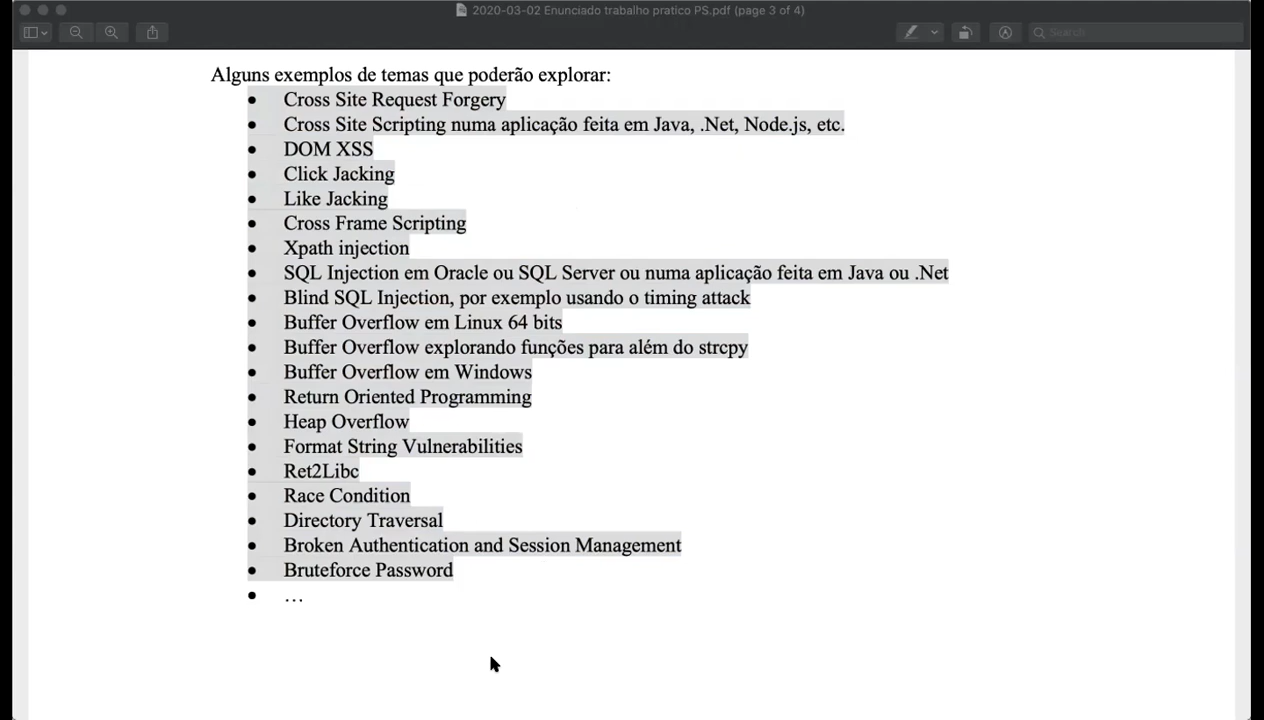 2020-03-02 Enunciado trabalho pratico PS.pdf (page 3 of 4)
Search
Alguns exemplos de temas que poderão explorar:
• Cross Site Request Forgery
• Cross Site Scripting numa aplicação feita em Java, .Net, Node.js, etc.
• DOM XSS
• Click Jacking
• Like Jacking
• Cross Frame Scripting
• Xpath injection
• SQL Injection em Oracle ou SQL Server ou numa aplicação feita em Java ou .Net
• Blind SQL Injection, por exemplo usando o timing attack
• Buffer Overflow em Linux 64 bits
• Buffer Overflow explorando funções para além do strcpy
• Buffer Overflow em Windows
• Return Oriented Programming
• Heap Overflow
• Format String Vulnerabilities
• Ret2Libc
• Race Condition
• Directory Traversal
• Broken Authentication and Session Management
• Bruteforce Password
• …